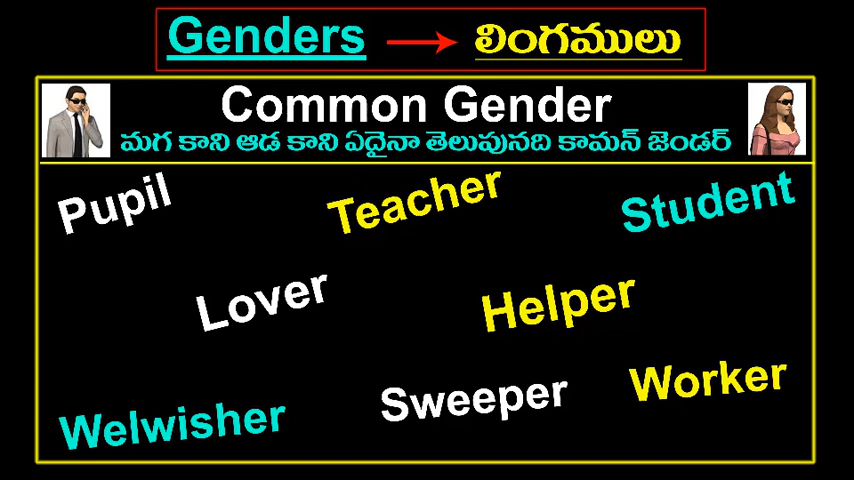 Genders → లింగములు
Common Gender
మగ కాని ఆడ కాని ఏదైనా తెలుపునది కామన్ జెండర్
Pupil Teacher Student
Lover Helper
Welwisher Sweeper Worker